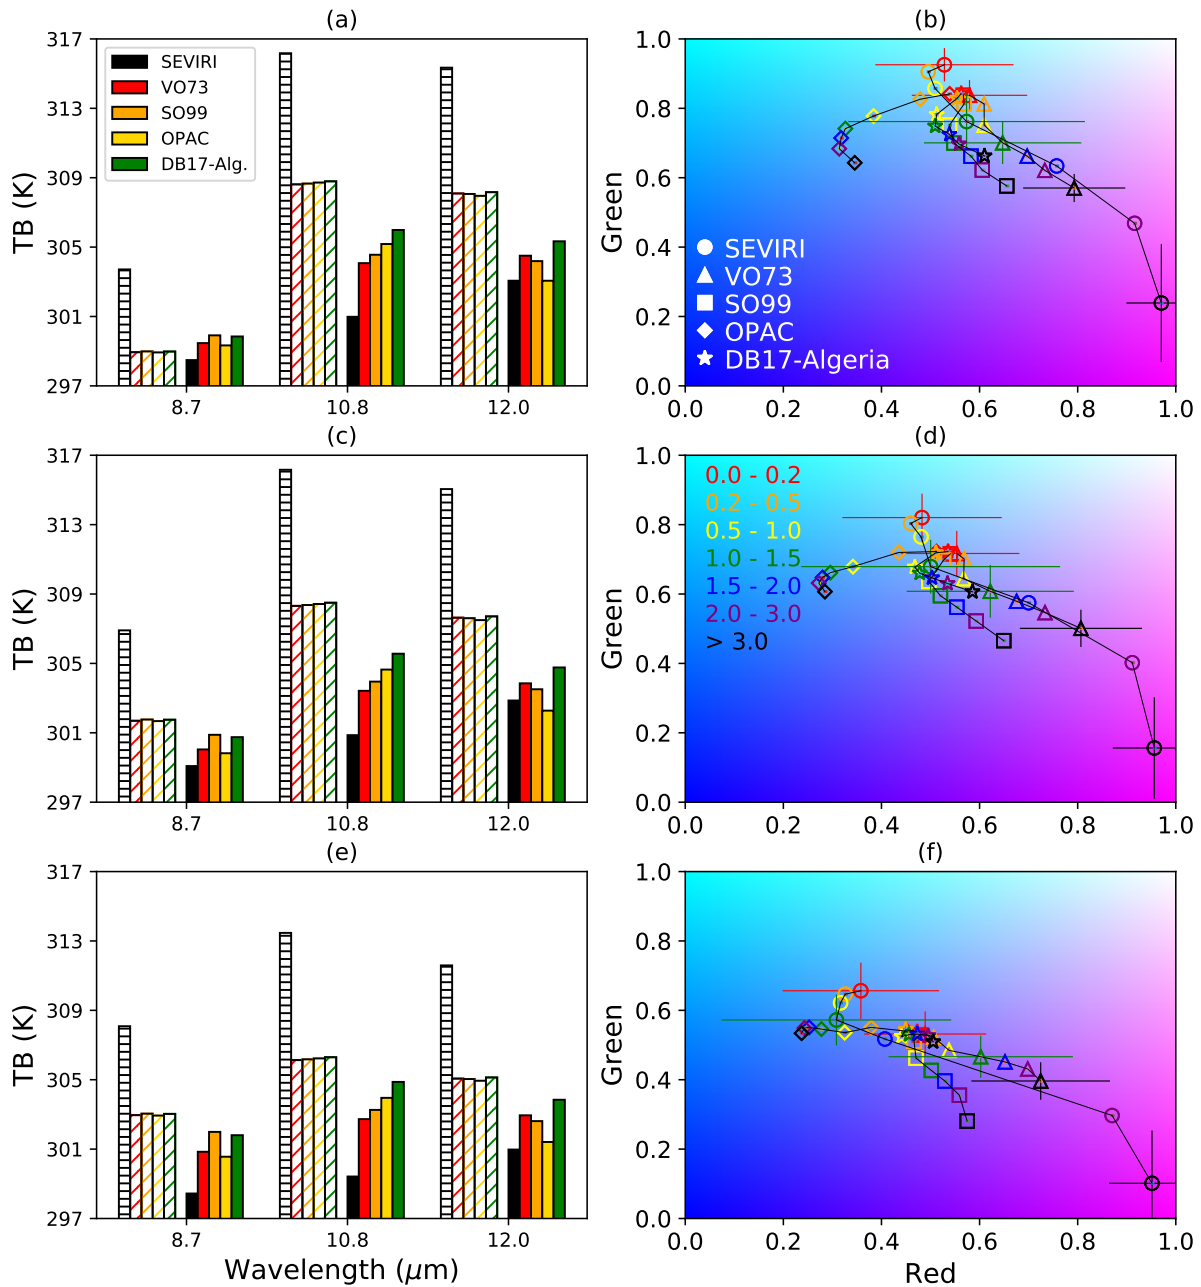 (a)
317
313
309
305
301
297
TB (K)
SEVIRI
VO73
SO99
OPAC
DB17-Alg.
8.7
10.8
12.0
(b)
1.0
0.8
0.6
0.4
0.2
0.0
Green
SEVIRI
VO73
SO99
OPAC
DB17-Algeria
0.0 0.2 0.4 0.6 0.8 1.0
(c)
317
313
309
305
301
297
TB (K)
8.7
10.8
12.0
(d)
1.0
0.8
0.6
0.4
0.2
0.0
Green
0.0 - 0.2
0.2 - 0.5
0.5 - 1.0
1.0 - 1.5
1.5 - 2.0
2.0 - 3.0
> 3.0
0.0 0.2 0.4 0.6 0.8 1.0
(e)
317
313
309
305
301
297
TB (K)
8.7
10.8
12.0
Wavelength (μm)
(f)
1.0
0.8
0.6
0.4
0.2
0.0
Green
0.0 0.2 0.4 0.6 0.8 1.0
Red